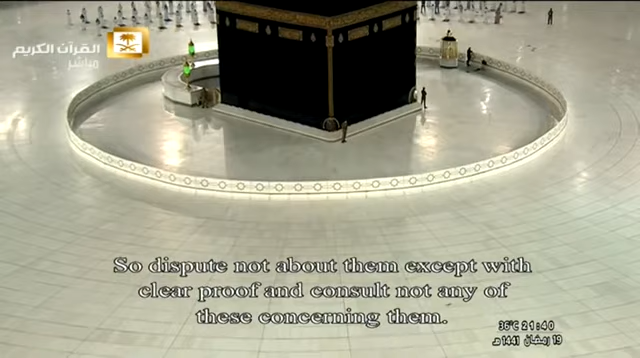 القرآن الكريم
مباشر
So dispute not about them except with
clear proof and consult not any of
these concerning them.
36°C 21:40
19 رمضان 1441 هـ